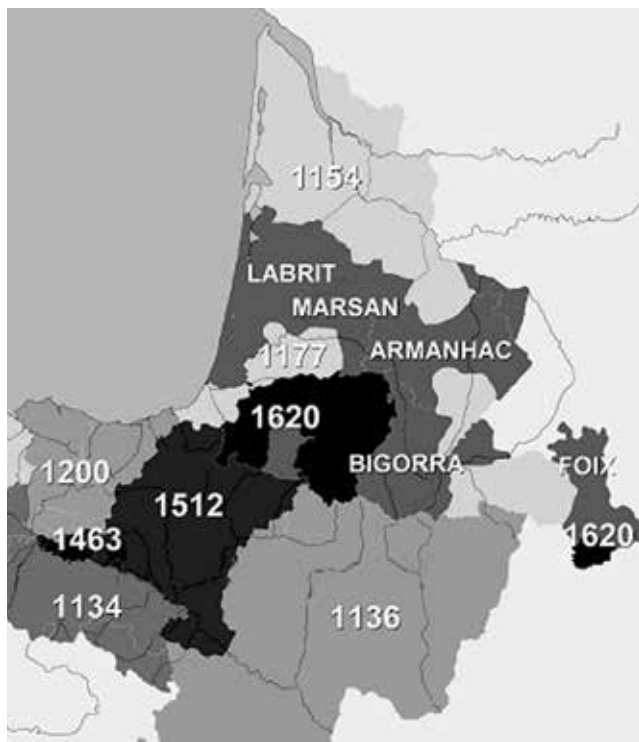 1154
LABRIT
MARSAN
ARMANHAC
1177
1620
BIGORRA
FOIX
1200
1512
1463
1620
1134
1136